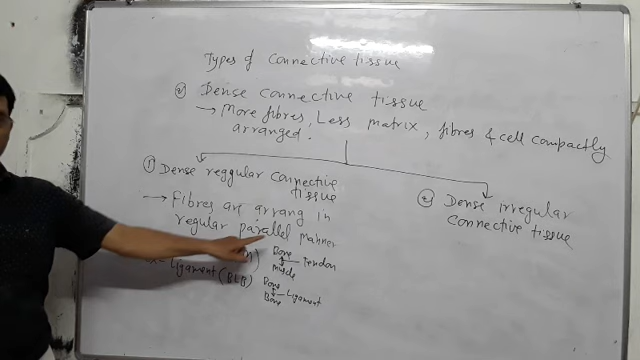 Types of connective tissue
② Dense connective tissue
→ More fibres, Less matrix, fibres & cell compactly
arranged.
① Dense reggular connective
tissue
→ Fibres are arrang in
regular parallel manner
Ligament (BLB)
Bone
Tendon
Muscle
Bone
Ligament
Bone
② Dense irregular
connective tissue